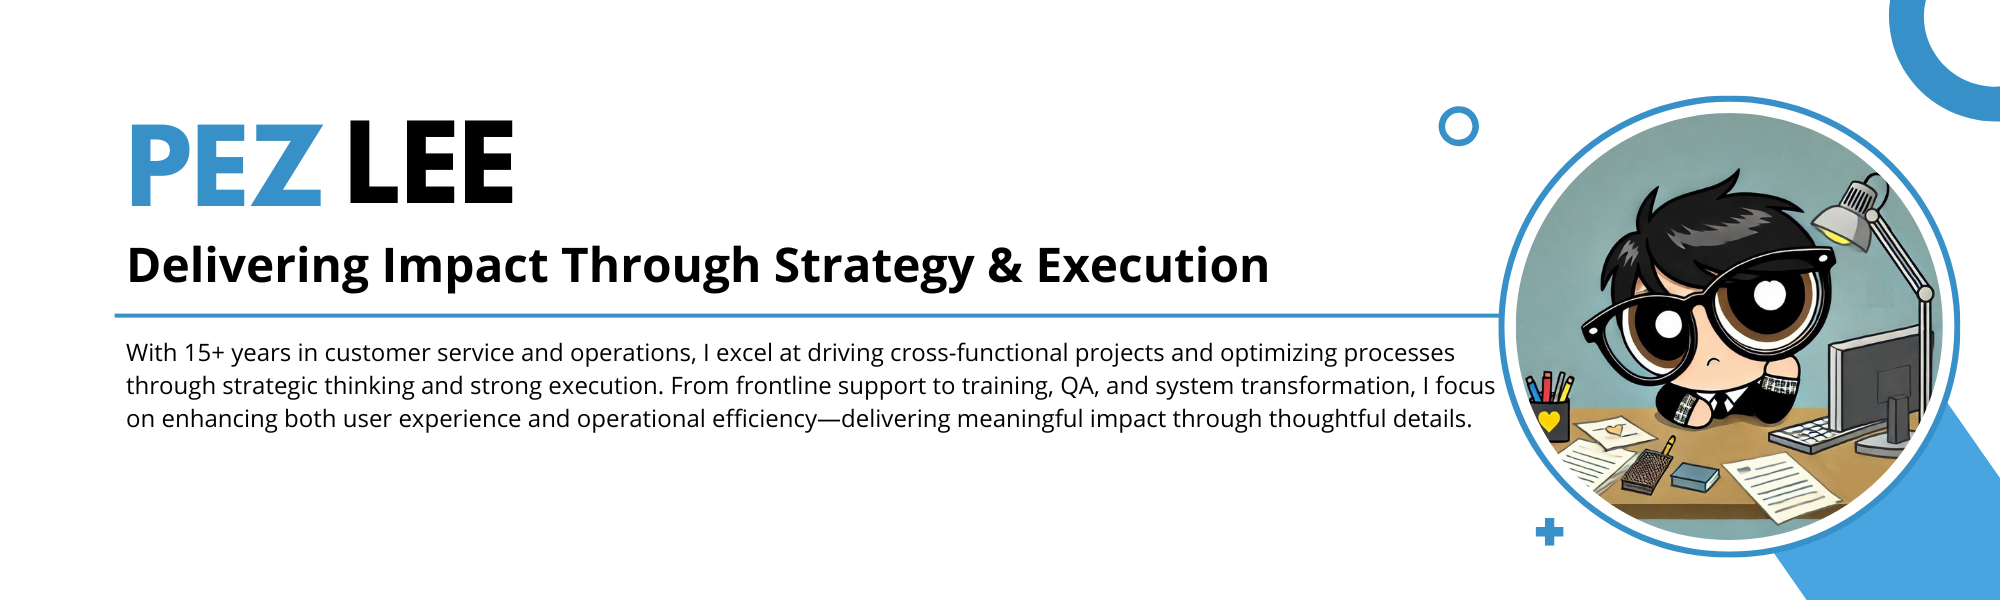 PEZ LEE
Delivering Impact Through Strategy & Execution
With 15+ years in customer service and operations, I excel at driving cross-functional projects and optimizing processes
through strategic thinking and strong execution. From frontline support to training, QA, and system transformation, I focus
on enhancing both user experience and operational efficiency—delivering meaningful impact through thoughtful details.